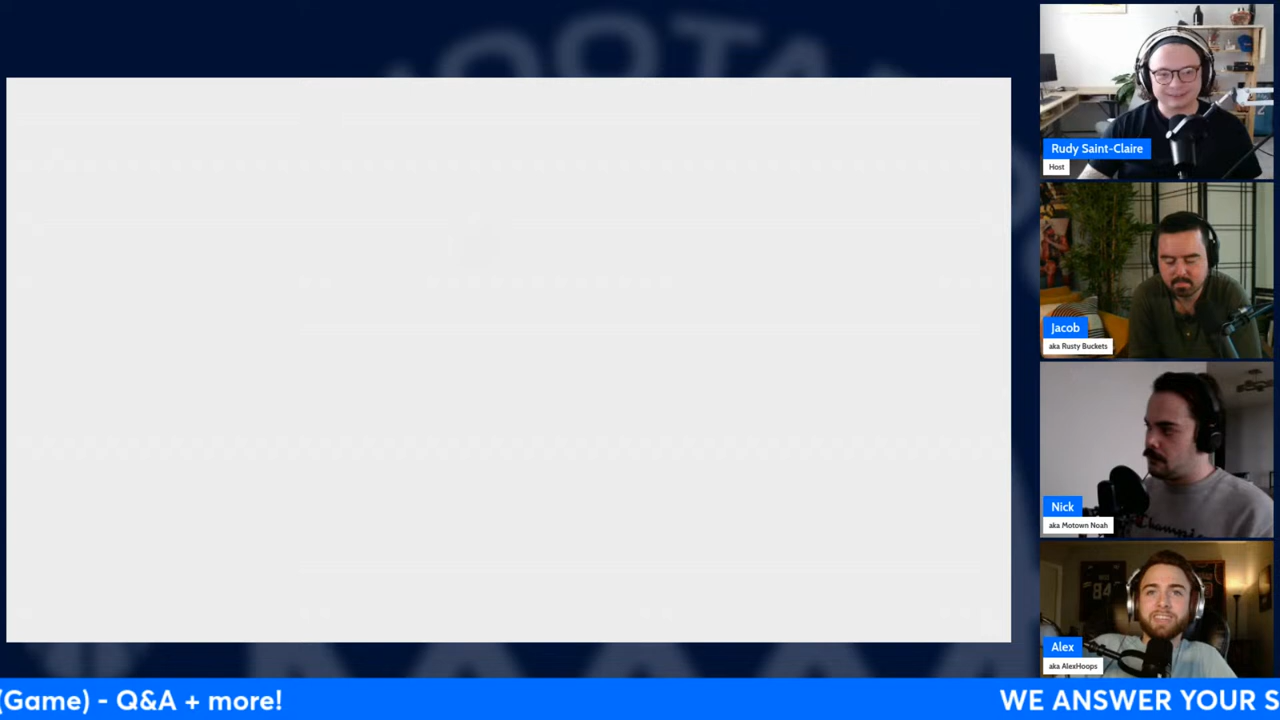 Rudy Saint-Claire
Host
Jacob
aka Rusty Buckets
Nick
aka Motown Noah
84
Alex
aka AlexHoops
(Game) - Q&A + more!
WE ANSWER YOUR S